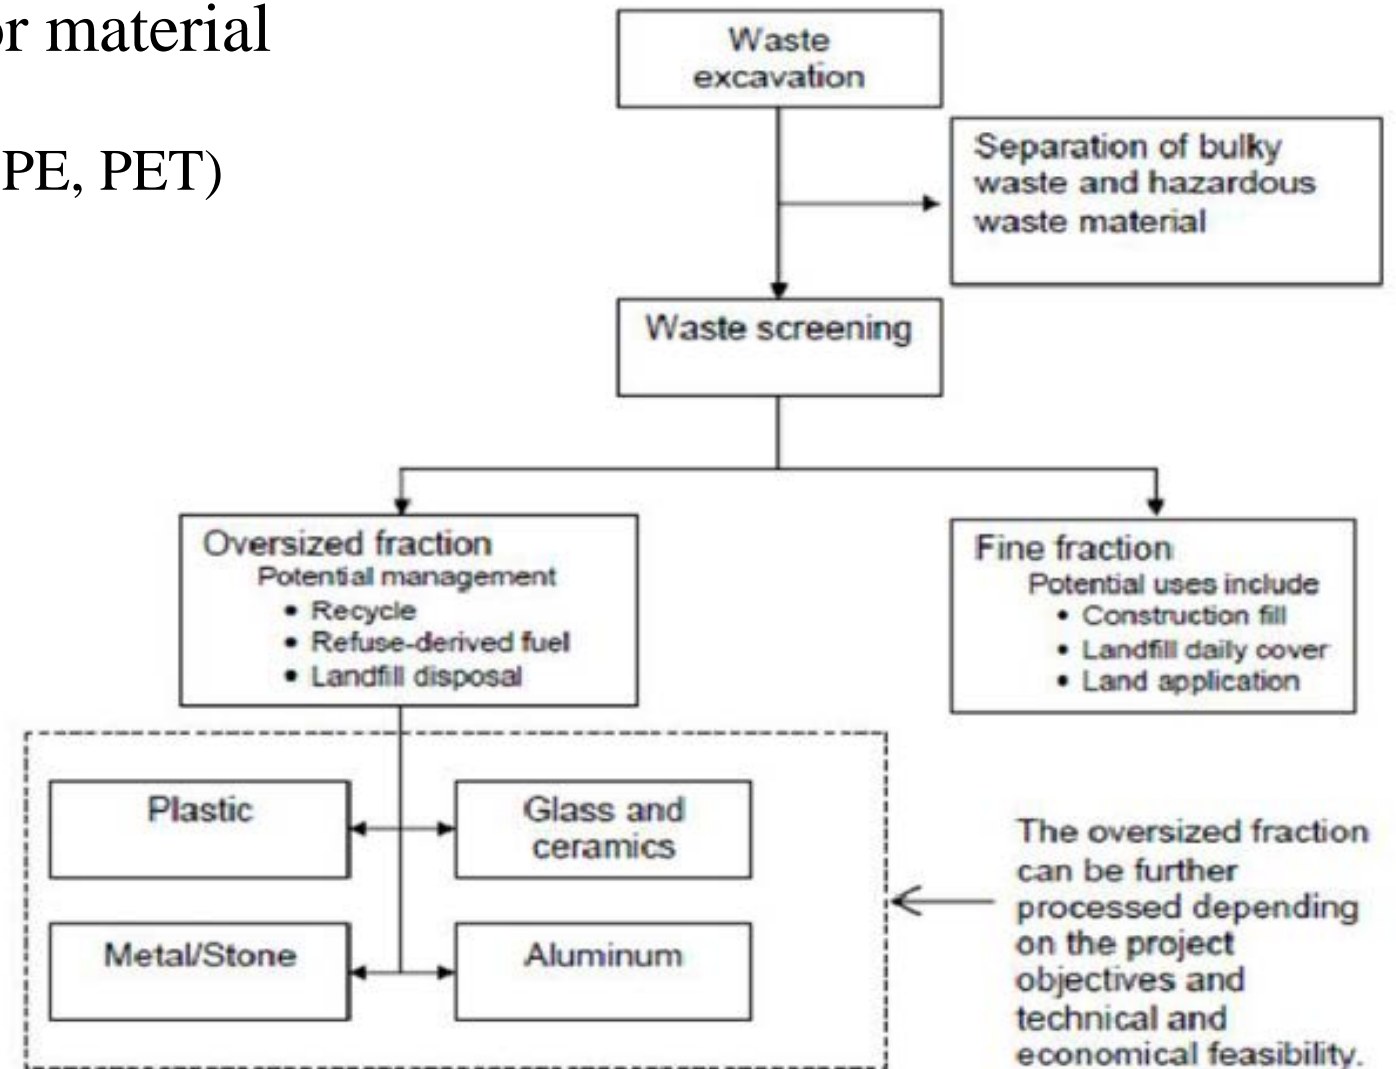 or material
PE, PET)
Waste
excavation
Separation of bulky
waste and hazardous
waste material
Waste screening
Oversized fraction
Potential management
• Recycle
• Refuse-derived fuel
• Landfill disposal
Fine fraction
Potential uses include
• Construction fill
• Landfill daily cover
• Land application
Plastic
Glass and
ceramics
Metal/Stone
Aluminum
The oversized fraction
can be further
processed depending
on the project
objectives and
technical and
economical feasibility.